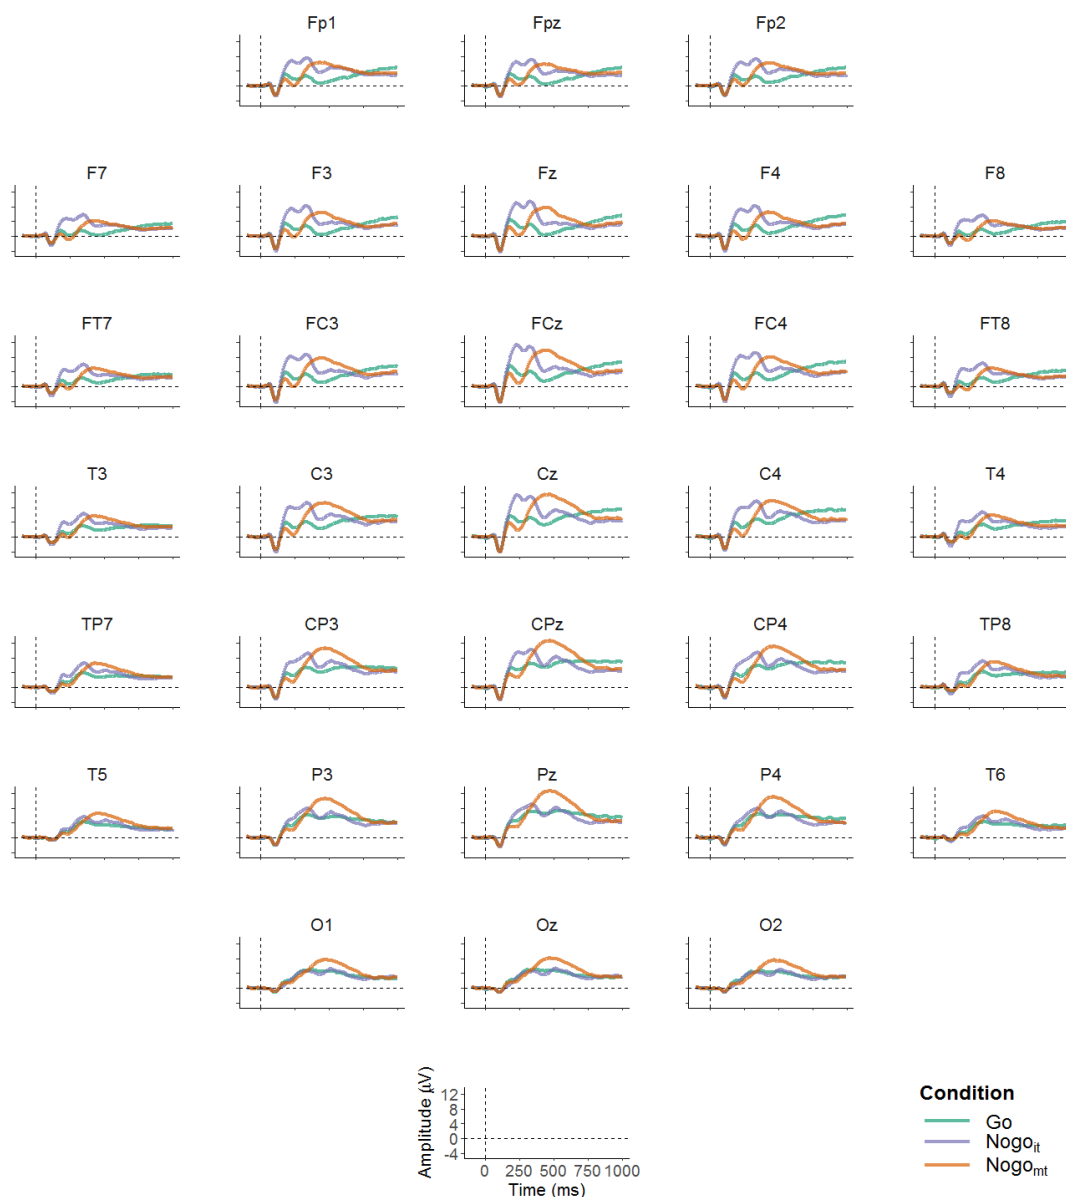 Fp1 Fpz Fp2
F7 F3 Fz F4 F8
FT7 FC3 FCz FC4 FT8
T3 C3 Cz C4 T4
TP7 CP3 CPz CP4 TP8
T5 P3 Pz P4 T6
O1 Oz O2
Amplitude (µV)
12
8
4
0
-4
0 250 500 750 1000
Time (ms)
Condition
Go
Nogo_it
Nogo_mt